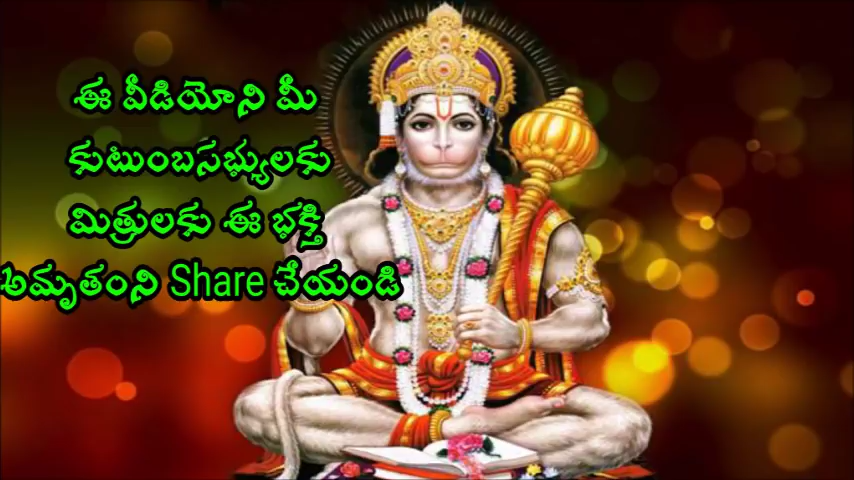 ఈ వీడియోని మీ
కుటుంబసభ్యులకు
మిత్రులకు ఈ భక్తి
అమృతంని Share చేయండి